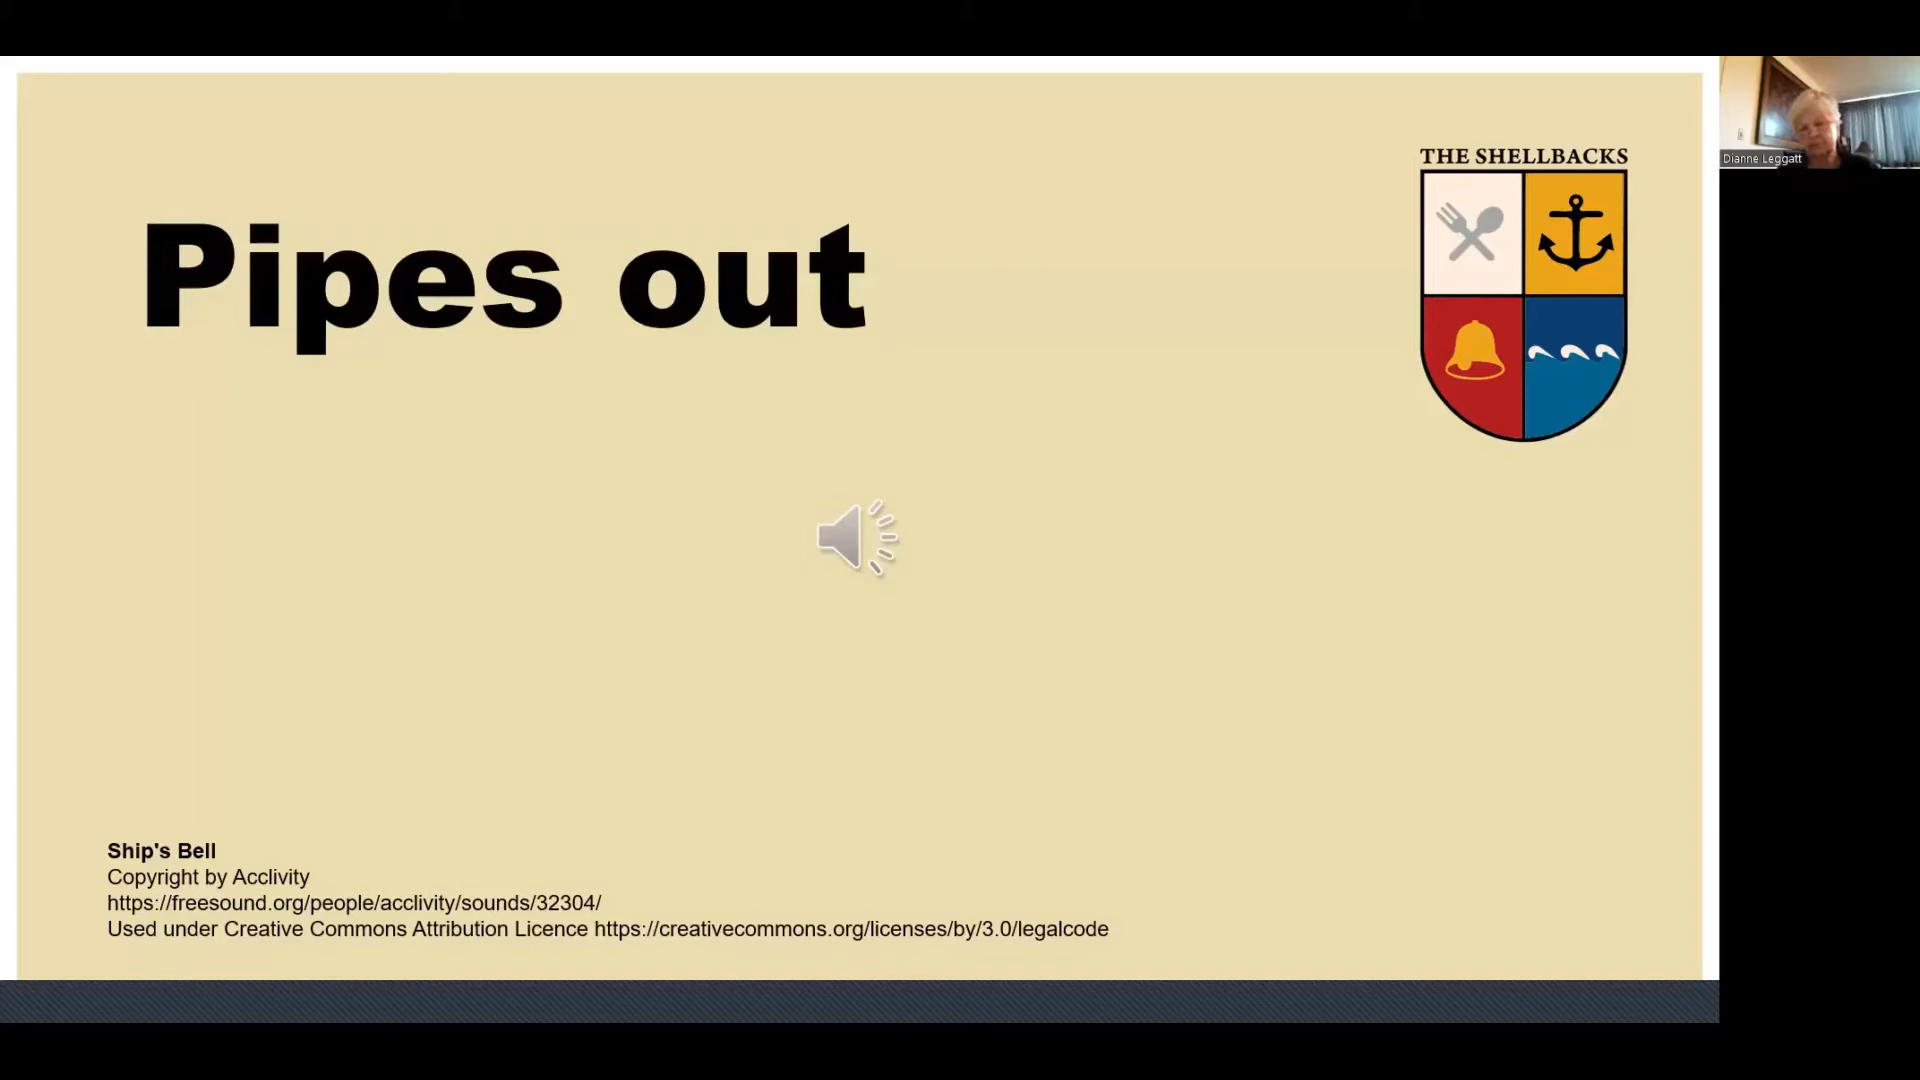 THE SHELLBACKS
Pipes out
Dianne Leggatt
Ship's Bell
Copyright by Acclivity
https://freesound.org/people/acclivity/sounds/32304/
Used under Creative Commons Attribution Licence https://creativecommons.org/licenses/by/3.0/legalcode